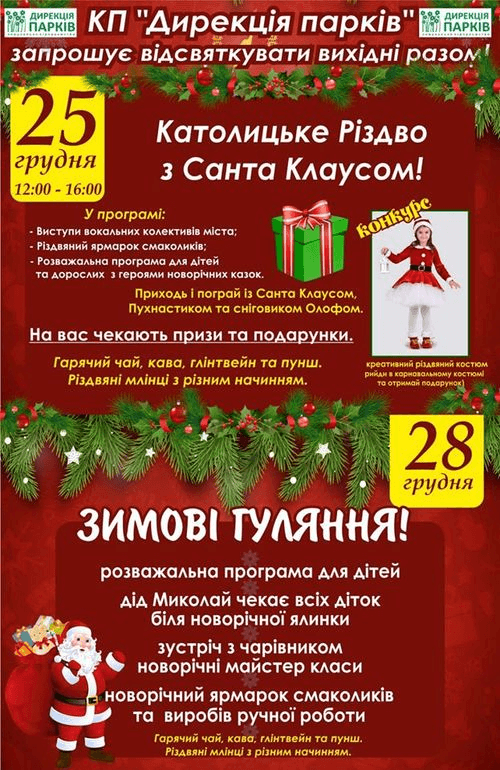 ДИРЕКЦІЯ
ПАРКІВ
КП "Дирекція парків"
ДИРЕКЦІЯ
ПАРКІВ
запрошує відсвяткувати вихідні разом!
25
грудня
12:00 - 16:00
Католицьке Різдво
з Санта Клаусом!
У програмі:
- Виступи вокальних колективів міста;
- Різдвяний ярмарок смаколиків;
- Розважальна програма для дітей
та дорослих з героями новорічних казок.
конкурс
Приходь і пограй із Санта Клаусом,
Пухнастиком та сніговиком Олофом.
На вас чекають призи та подарунки.
Гарячий чай, кава, глінтвейн та пунш.
Різдвяні млинці з різним начинням.
креативний різдвяний костюм
рийди в карнавальному костюмі
та отримай подарунок)
28
грудня
ЗИМОВІ ГУЛЯННЯ!
розважальна програма для дітей
дід Миколай чекає всіх діток
біля новорічної ялинки
зустріч з чарівником
новорічні майстер класи
новорічний ярмарок смаколиків
та виробів ручної роботи
Гарячий чай, кава, глінтвейн та пунш.
Різдвяні млинці з різним начинням.